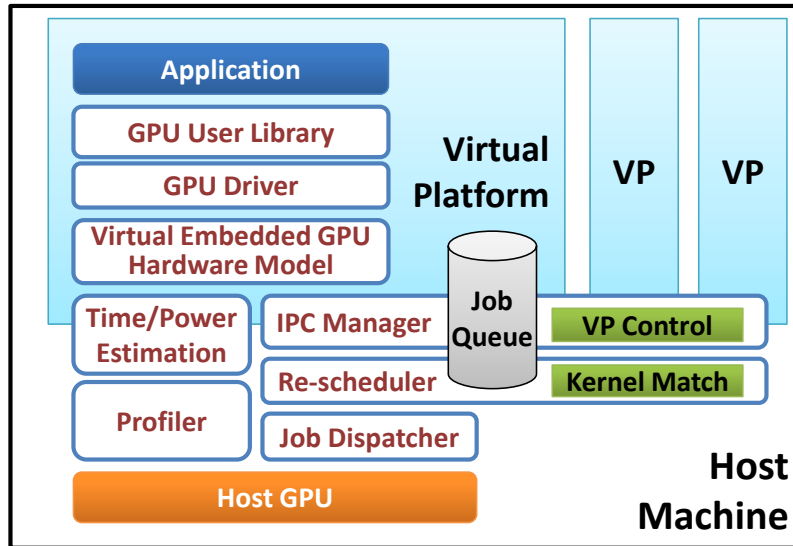 Application
GPU User Library
GPU Driver
Virtual Embedded GPU
Hardware Model
Virtual
Platform
VP
VP
Time/Power
Estimation
IPC Manager
Job
Queue
VP Control
Re-scheduler
Kernel Match
Profiler
Job Dispatcher
Host GPU
Host
Machine